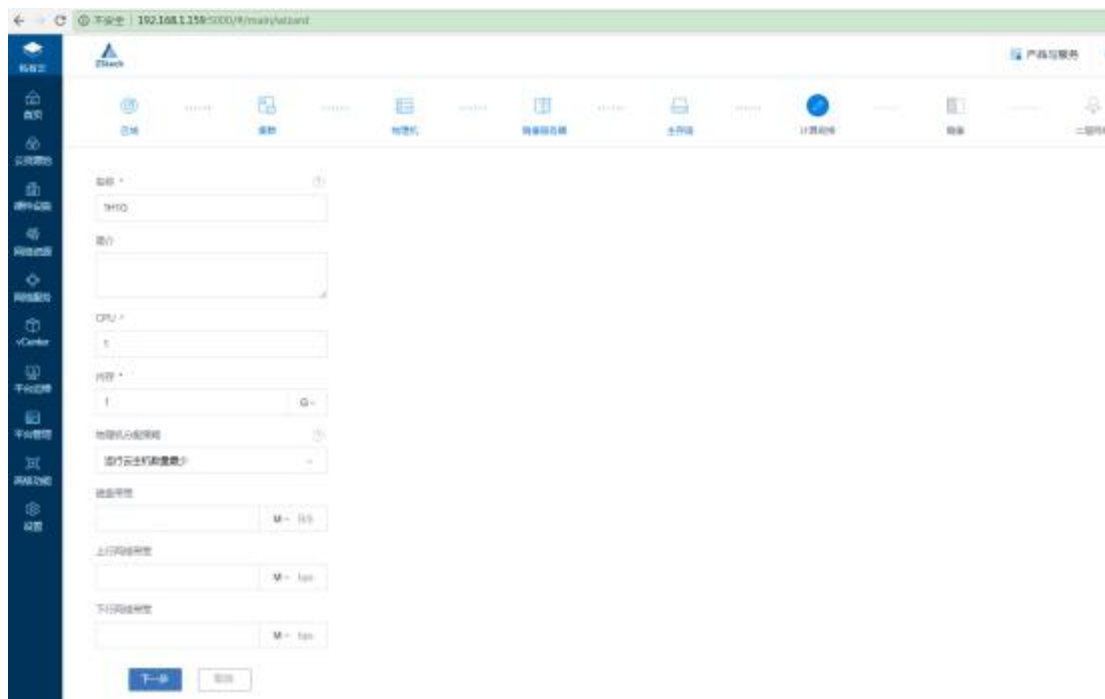 不安全 | 192.168.1.159:5000/#/main/wizard
私有云
ZStack
产品与服务
首页
云资源池
硬件设施
网络资源
网络服务
vCenter
平台运维
平台管理
高级功能
设置
区域
集群
物理机
镜像服务器
主存储
计算规格
镜像
名称 *
简介
CPU *
1
内存 *
1
G
物理机分配策略
运行云主机数量最少
磁盘带宽
M
上行网络带宽
M
下行网络带宽
M
下一步
取消